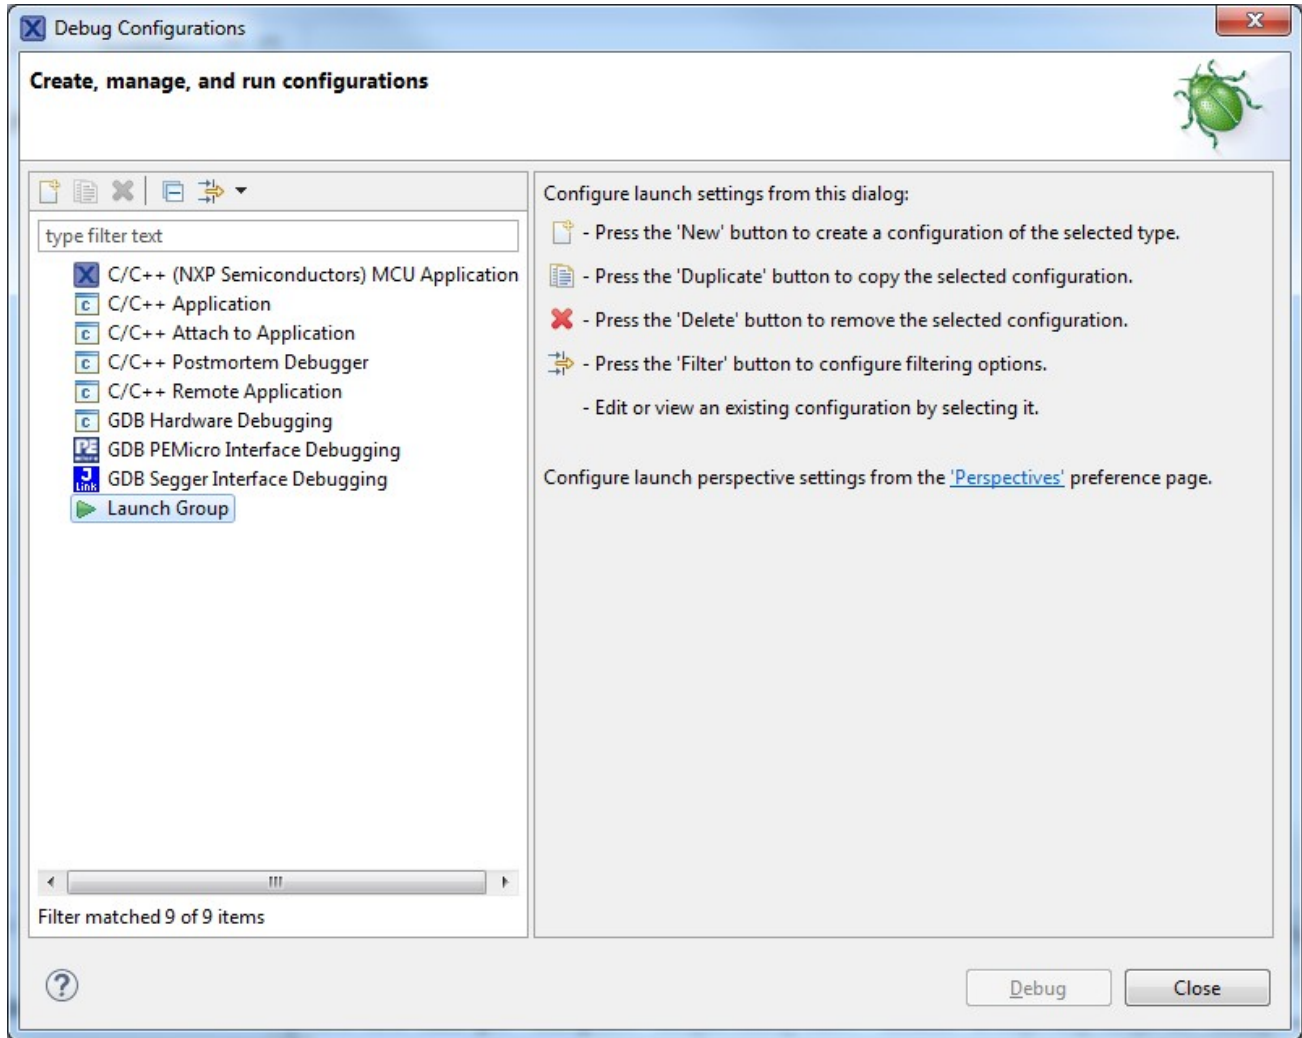 Debug Configurations
Create, manage, and run configurations
type filter text
C/C++ (NXP Semiconductors) MCU Application
C/C++ Application
C/C++ Attach to Application
C/C++ Postmortem Debugger
C/C++ Remote Application
GDB Hardware Debugging
GDB PEMicro Interface Debugging
GDB Segger Interface Debugging
Launch Group
Filter matched 9 of 9 items
Configure launch settings from this dialog:
- Press the 'New' button to create a configuration of the selected type.
- Press the 'Duplicate' button to copy the selected configuration.
- Press the 'Delete' button to remove the selected configuration.
- Press the 'Filter' button to configure filtering options.
- Edit or view an existing configuration by selecting it.
Configure launch perspective settings from the 'Perspectives' preference page.
Debug
Close